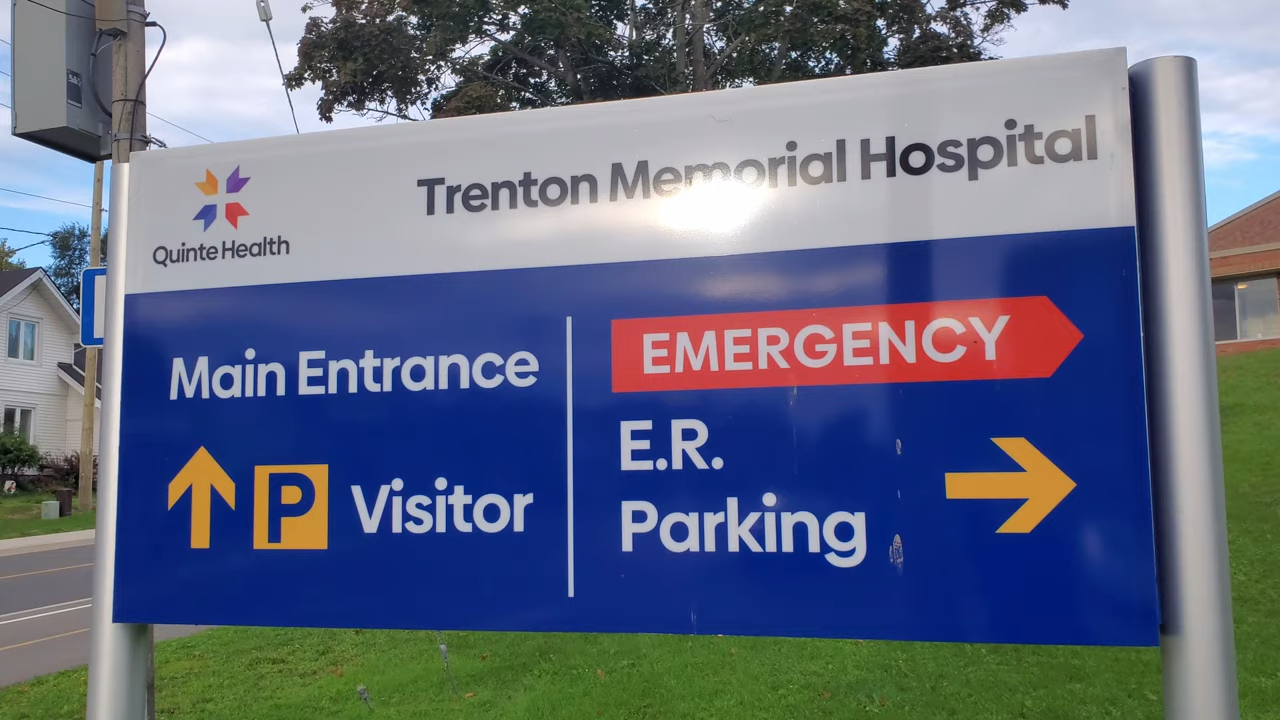 Trenton Memorial Hospital
Quinte Health
Main Entrance
P Visitor
EMERGENCY
E.R.
Parking